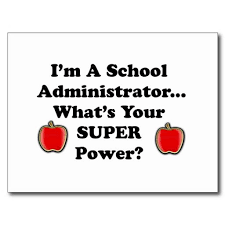 I'm A School
Administrator...
What's Your
SUPER
Power?